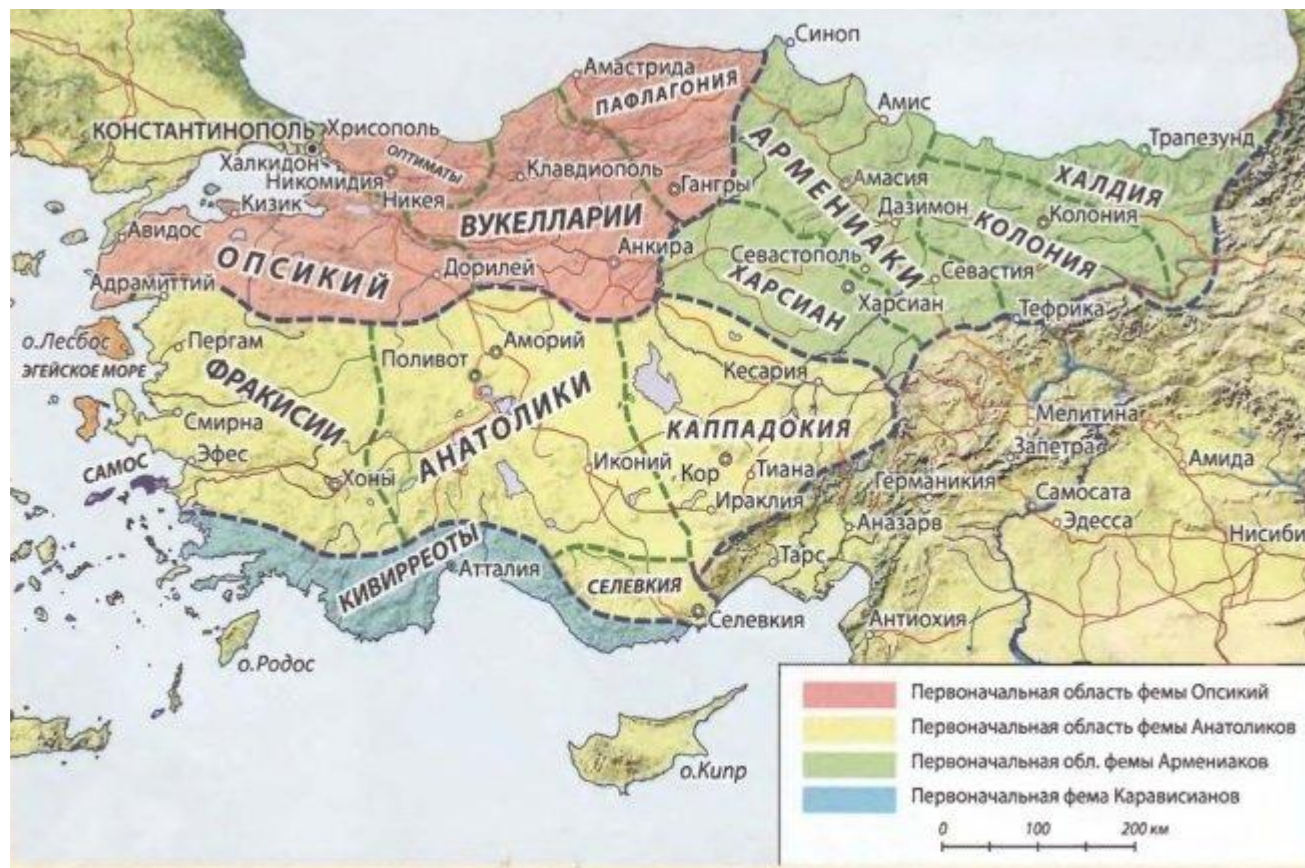 Синоп
Амастрида
ПАФЛАГОНИЯ
Амис
КОНСТАНТИНОПОЛЬ
Хрисополь
Трапезунд
ОПТИМАТЫ
Халкидон
Клавдиополь
АРМЕНИАКИ
ХАЛДИЯ
Никомидия
Гангры
Амасия
Кизик
Никея
Дазимон
Колония
ВУКЕЛЛАРИИ
КОЛОНИЯ
Авидос
Анкира
Севастополь
ОПСИКИЙ
Дорилей
Севастия
Адрамиттий
ХАРСИАН
Харсиан
Тефрика
о.Лесбос
Пергам
Аморий
Поливот
ЭГЕЙСКОЕ МОРЕ
Кесария
ФРАКИСИИ
Смирна
АНАТОЛИКИ
КАППАДОКИЯ
Мелитина
Эфес
Запетра
САМОС
Хоны
Иконий
Кор
Тиана
Амида
Германикия
Ираклия
Самосата
Аназарв
Эдесса
Нисиби
КИВИРРЕОТЫ
Атталия
Тарс
СЕЛЕВКИЯ
Селевкия
Антиохия
о.Родос
о.Кипр
Первоначальная область фемы Опсикий
Первоначальная область фемы Анатоликов
Первоначальная обл. фемы Армениаков
Первоначальная фема Карависианов
0 100 200 км